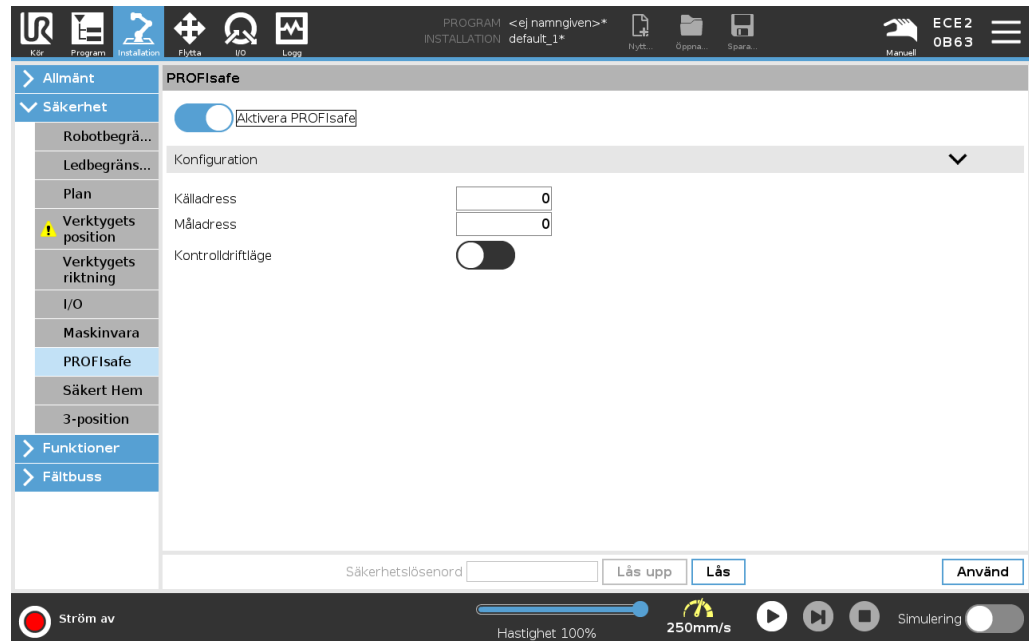 PROGRAM <ej namngiven>*
INSTALLATION default_1*
UR
Kör
Program
Installation
Flytta
I/O
Logg
Nytt...
Öppna...
Spara...
Manuell
ECE2
0B63
Allmänt
Säkerhet
Robotbegrä...
Ledbegräns...
Plan
Verktygets
position
Verktygets
riktning
I/O
Maskinvara
PROFIsafe
Säkert Hem
3-position
Funktioner
Fältbuss
PROFIsafe
Aktivera PROFIsafe
Konfiguration
Källadress 0
Måladress 0
Kontrolldriftläge
Säkerhetslösenord
Lås upp
Lås
Använd
Ström av
Hastighet 100%
250mm/s
Simulering